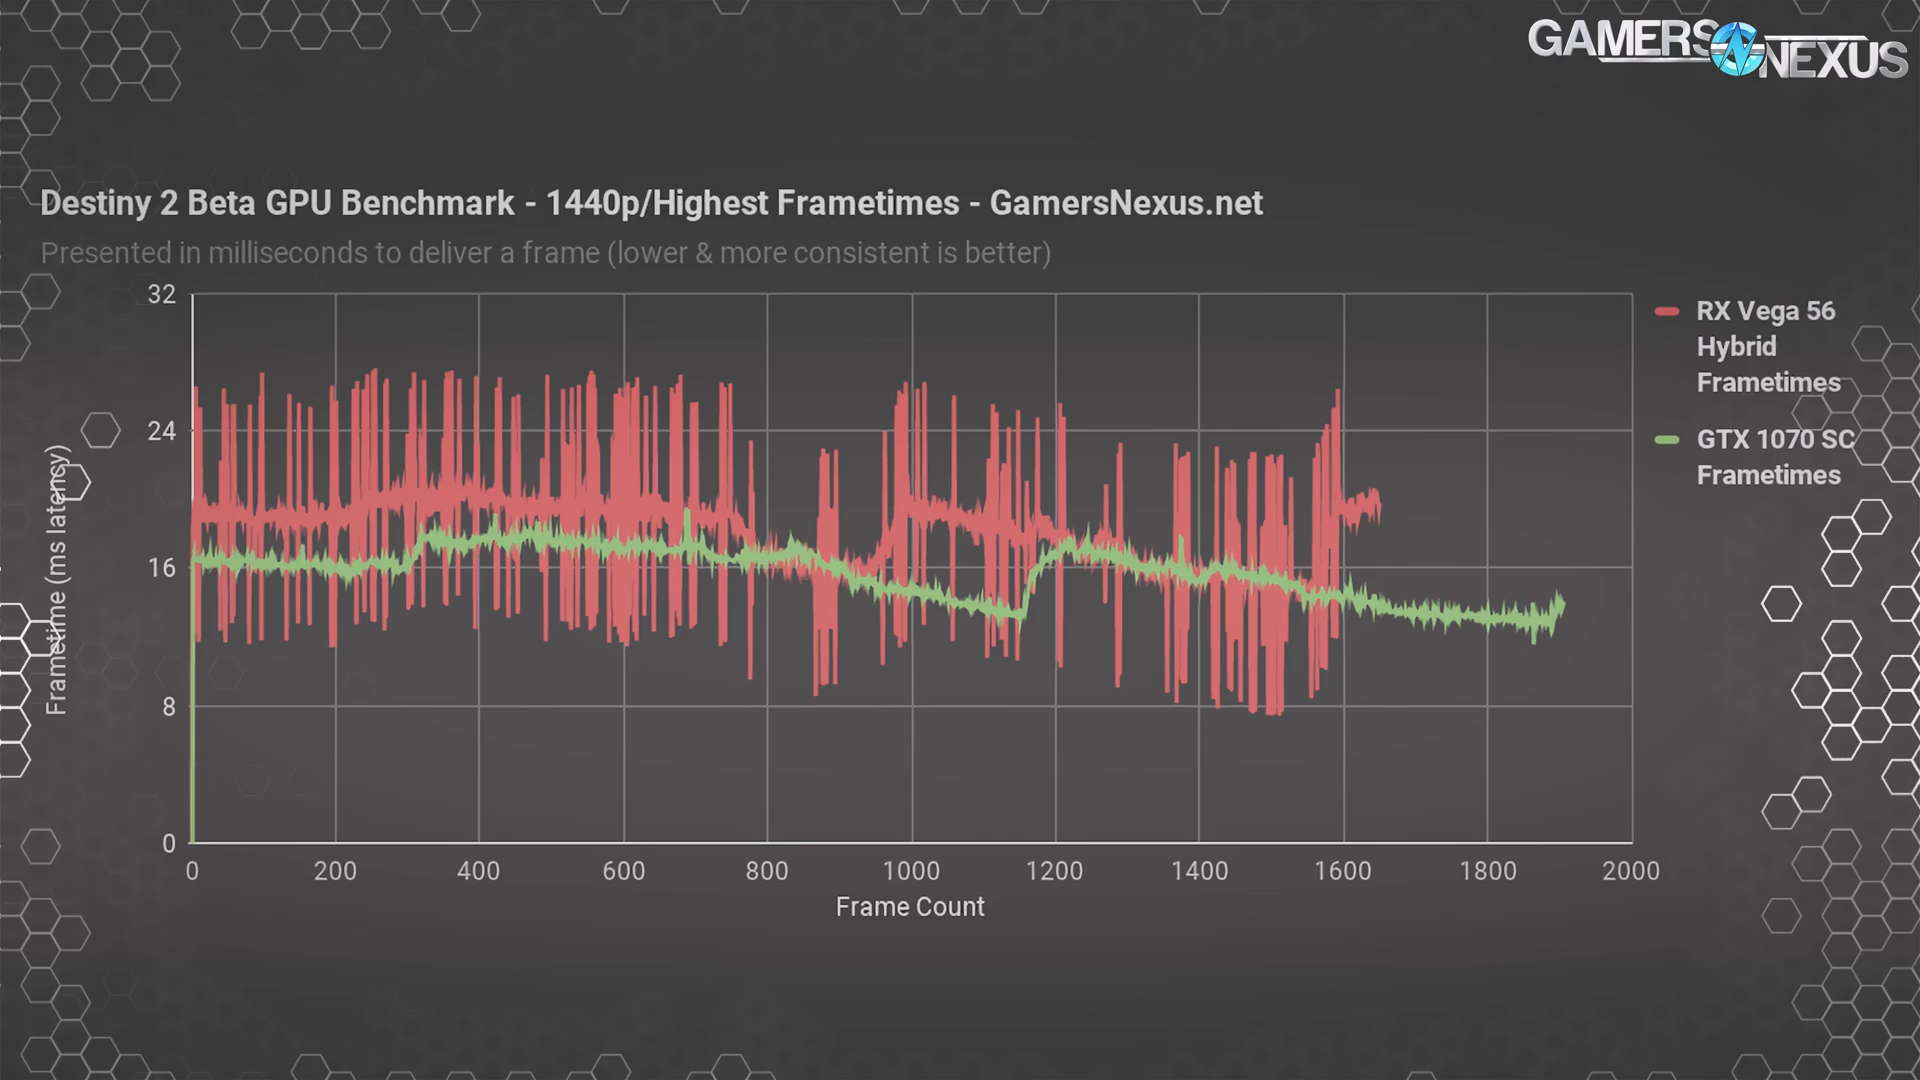 GAMERS NEXUS
Destiny 2 Beta GPU Benchmark - 1440p/Highest Frametimes - GamersNexus.net
Presented in milliseconds to deliver a frame (lower & more consistent is better)
32
24
16
8
0
Frametime (ms latency)
0 200 400 600 800 1000 1200 1400 1600 1800 2000
Frame Count
RX Vega 56
Hybrid
Frametimes
GTX 1070 SC
Frametimes